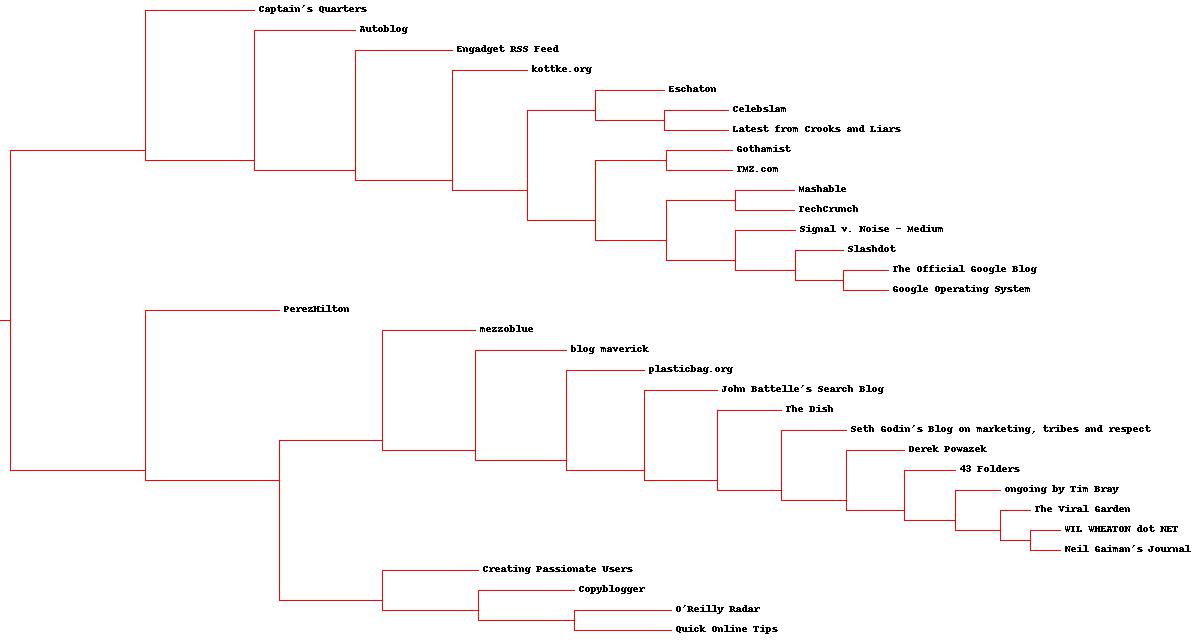 Captain's Quarters
Autoblog
Engadget RSS Feed
kottke.org
Eschaton
Celebslam
Latest from Crooks and Liars
Gothamist
TMZ.com
Mashable
TechCrunch
Signal v. Noise - Medium
Slashdot
The Official Google Blog
Google Operating System
PerezHilton
mezzoblue
blog maverick
plasticbag.org
John Battelle's Search Blog
The Dish
Seth Godin's Blog on marketing, tribes and respect
Derek Powazek
43 Folders
ongoing by Tim Bray
The Viral Garden
WIL WHEATON dot NET
Neil Gaiman's Journal
Creating Passionate Users
Copyblogger
O'Reilly Radar
Quick Online Tips